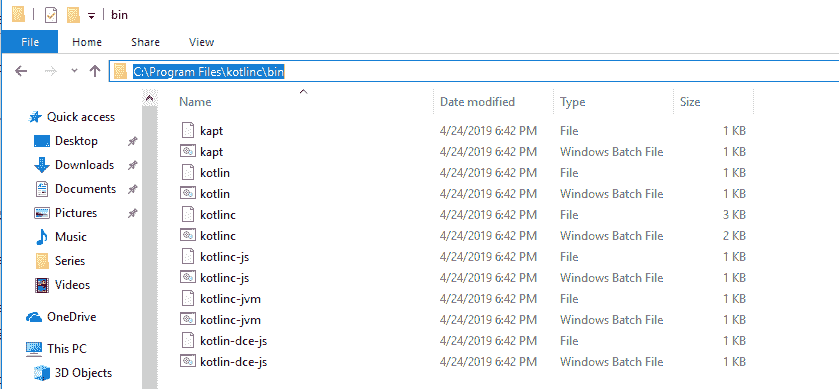 bin
File Home Share View
C:\Program Files\kotlinc\bin
Name Date modified Type Size
Quick access
Desktop
Downloads
Documents
Pictures
Music
Series
Videos
OneDrive
This PC
3D Objects
kapt 4/24/2019 6:42 PM File 1 KB
kapt 4/24/2019 6:42 PM Windows Batch File 1 KB
kotlin 4/24/2019 6:42 PM File 1 KB
kotlin 4/24/2019 6:42 PM Windows Batch File 1 KB
kotlinc 4/24/2019 6:42 PM File 3 KB
kotlinc 4/24/2019 6:42 PM Windows Batch File 2 KB
kotlinc-js 4/24/2019 6:42 PM File 1 KB
kotlinc-js 4/24/2019 6:42 PM Windows Batch File 1 KB
kotlinc-jvm 4/24/2019 6:42 PM File 1 KB
kotlinc-jvm 4/24/2019 6:42 PM Windows Batch File 1 KB
kotlin-dce-js 4/24/2019 6:42 PM File 1 KB
kotlin-dce-js 4/24/2019 6:42 PM Windows Batch File 1 KB